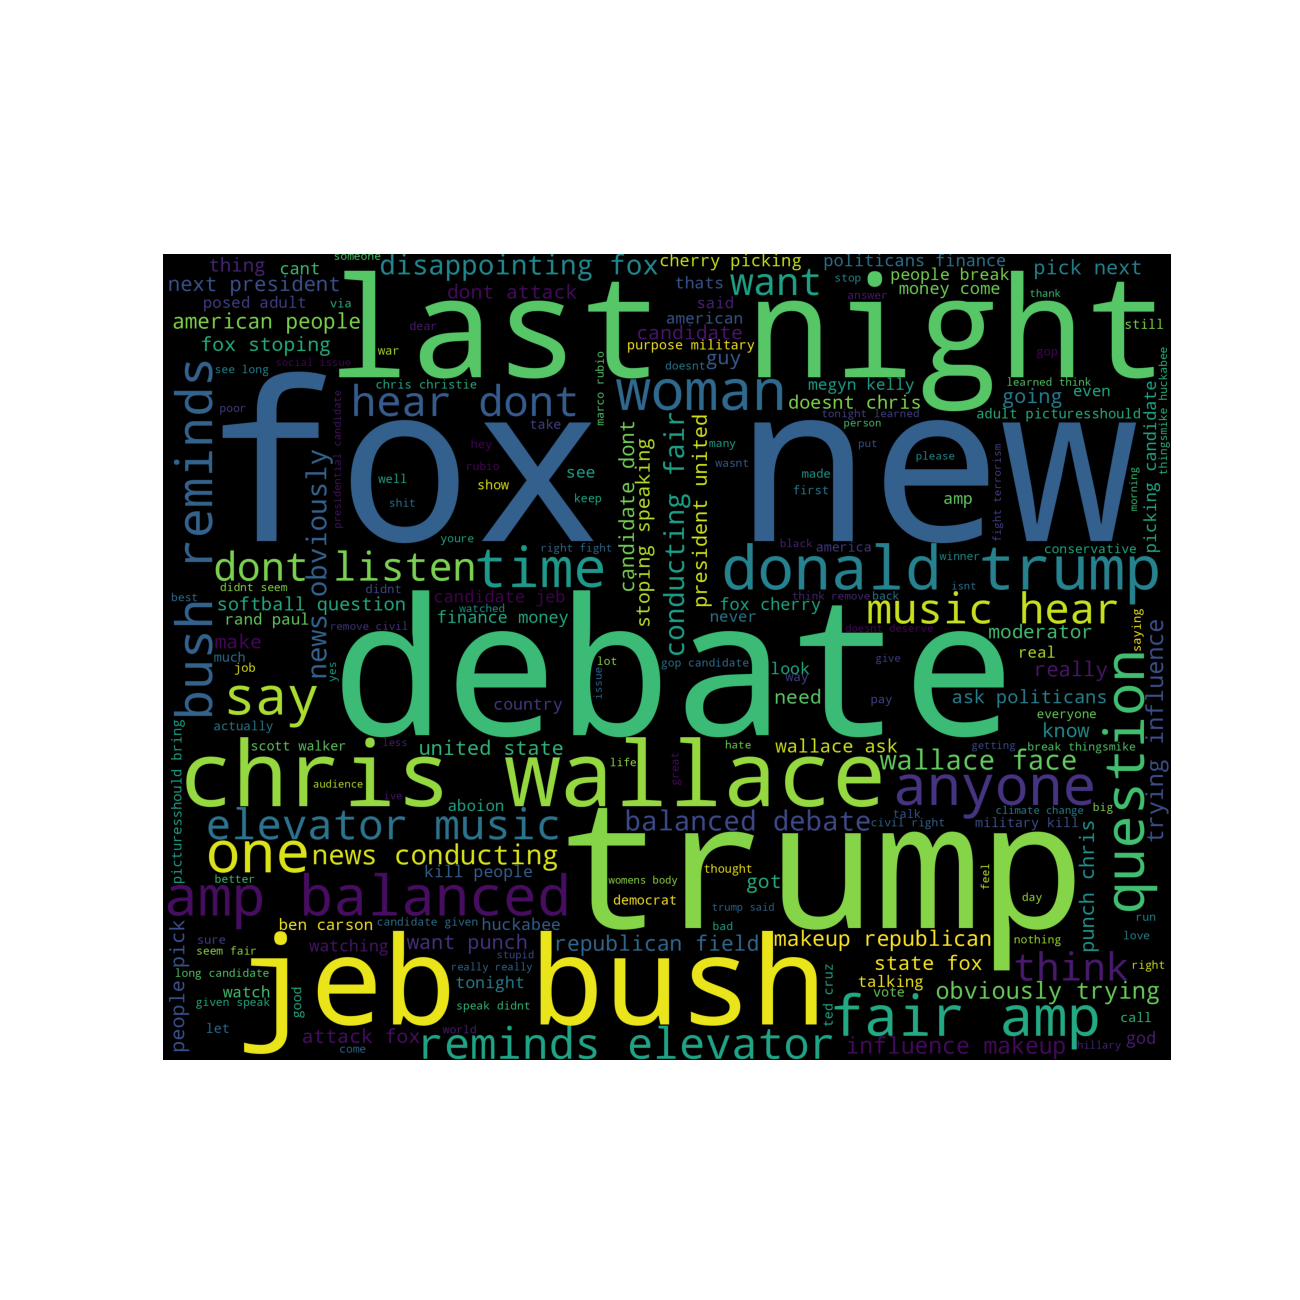 someone
thing
cant
disappointing fox
cherry picking
politicans finance
pick next
next president
dont attack
thats
want
people break
stop
money come
thank
posed adult
via
last night
said
american
answer
still
american people
dear
candidate
fox stoping
war
purpose military
guy
gop
see long
social issue
chris christie
marco rubio
doesnt
megyn kelly
learned think
thingsmike huckabee
poor
hear dont
woman
doesnt chris
going
even
bush reminds
presidential candidate
take
tonight learned
adult picturesshould
picking candidate
fox new
hey
person
many
put
news obviously
well
rubio
see
candidate dont
stoping speaking
conducting fair
president united
wasnt
please
fight terrorism
morning
shit
show
keep
made
first
amp
youre
right fight
black
america
conservative
dont listen
time
donald trump
winner
isnt
didnt seem
didnt
best
softball question
candidate jeb
watched
think remove
back
fox cherry
music hear
rand paul
remove civil
finance money
never
doesnt deserve
moderator
saying
make
debate
real
much
job
yes
lot
gop candidate
look
give
really
trying influence
say
issue
way
country
need
pay
ask politicans
question
actually
everyone
know
scott walker
less
united state
hate
wallace ask
getting
break thingsmike
chris wallace
life
great
wallace face
picturesshould bring
audience
ive
anyone
aboion
climate change
big
elevator music
balanced debate
talk
civil right
military kill
one
news conducting
trump
punch chris
kill people
thought
better
womens body
got
feel
amp balanced
democrat
trump said
day
ben carson
candidate given
huckabee
bad
run
peoplepick
sure
love
seem fair
watching
want punch
republican field
makeup republican
nothing
stupid
long candidate
jeb bush
really really
state fox
think
right
given speak
watch
good
tonight
ted cruz
talking
vote
obviously trying
speak didnt
fair amp
call
let
attack fox
world
come
reminds elevator
influence makeup
hillary
god